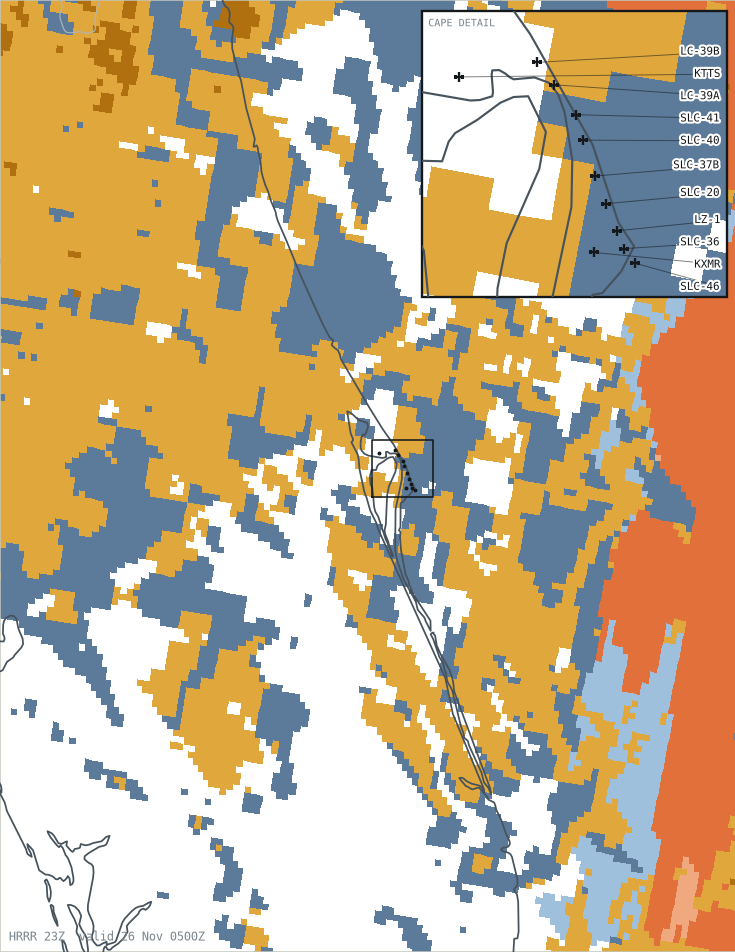 CAPE DETAIL
LC-39B
KTTS
LC-39A
SLC-41
SLC-40
SLC-37B
SLC-20
LZ-1
SLC-36
KXMR
SLC-46
HRRR 23Z valid 26 Nov 0500Z